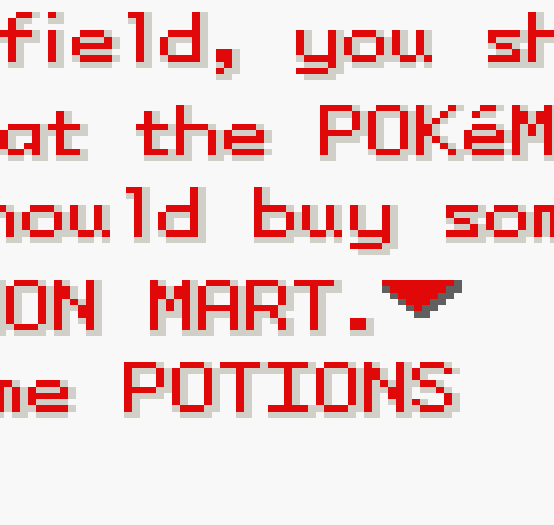 field, you sh
at the POKéM
hould buy som
ON MART.
me POTIONS